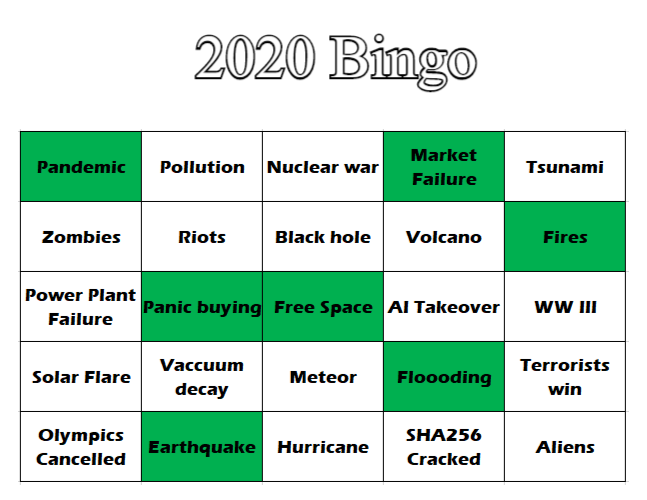 2020 Bingo
Pandemic
Pollution
Nuclear war
Market
Failure
Tsunami
Zombies
Riots
Black hole
Volcano
Fires
Power Plant
Failure
Panic buying
Free Space
AI Takeover
WW III
Solar Flare
Vaccuum
decay
Meteor
Floooding
Terrorists
win
Olympics
Cancelled
Earthquake
Hurricane
SHA256
Cracked
Aliens